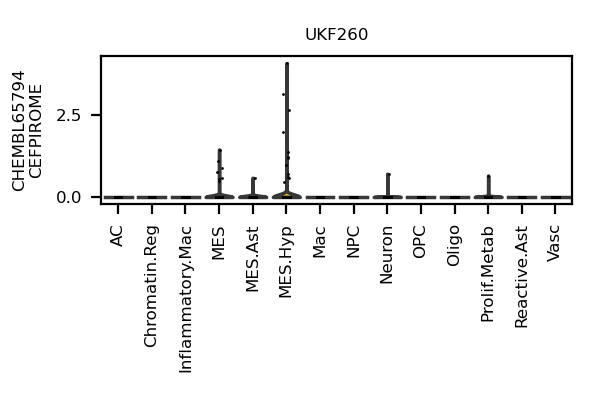 UKF260
CHEMBL65794
CEFPIROME
2.5
0.0
AC
Chromatin.Reg
Inflammatory.Mac
MES
MES.Ast
MES.Hyp
Mac
NPC
Neuron
OPC
Oligo
Prolif.Metab
Reactive.Ast
Vasc